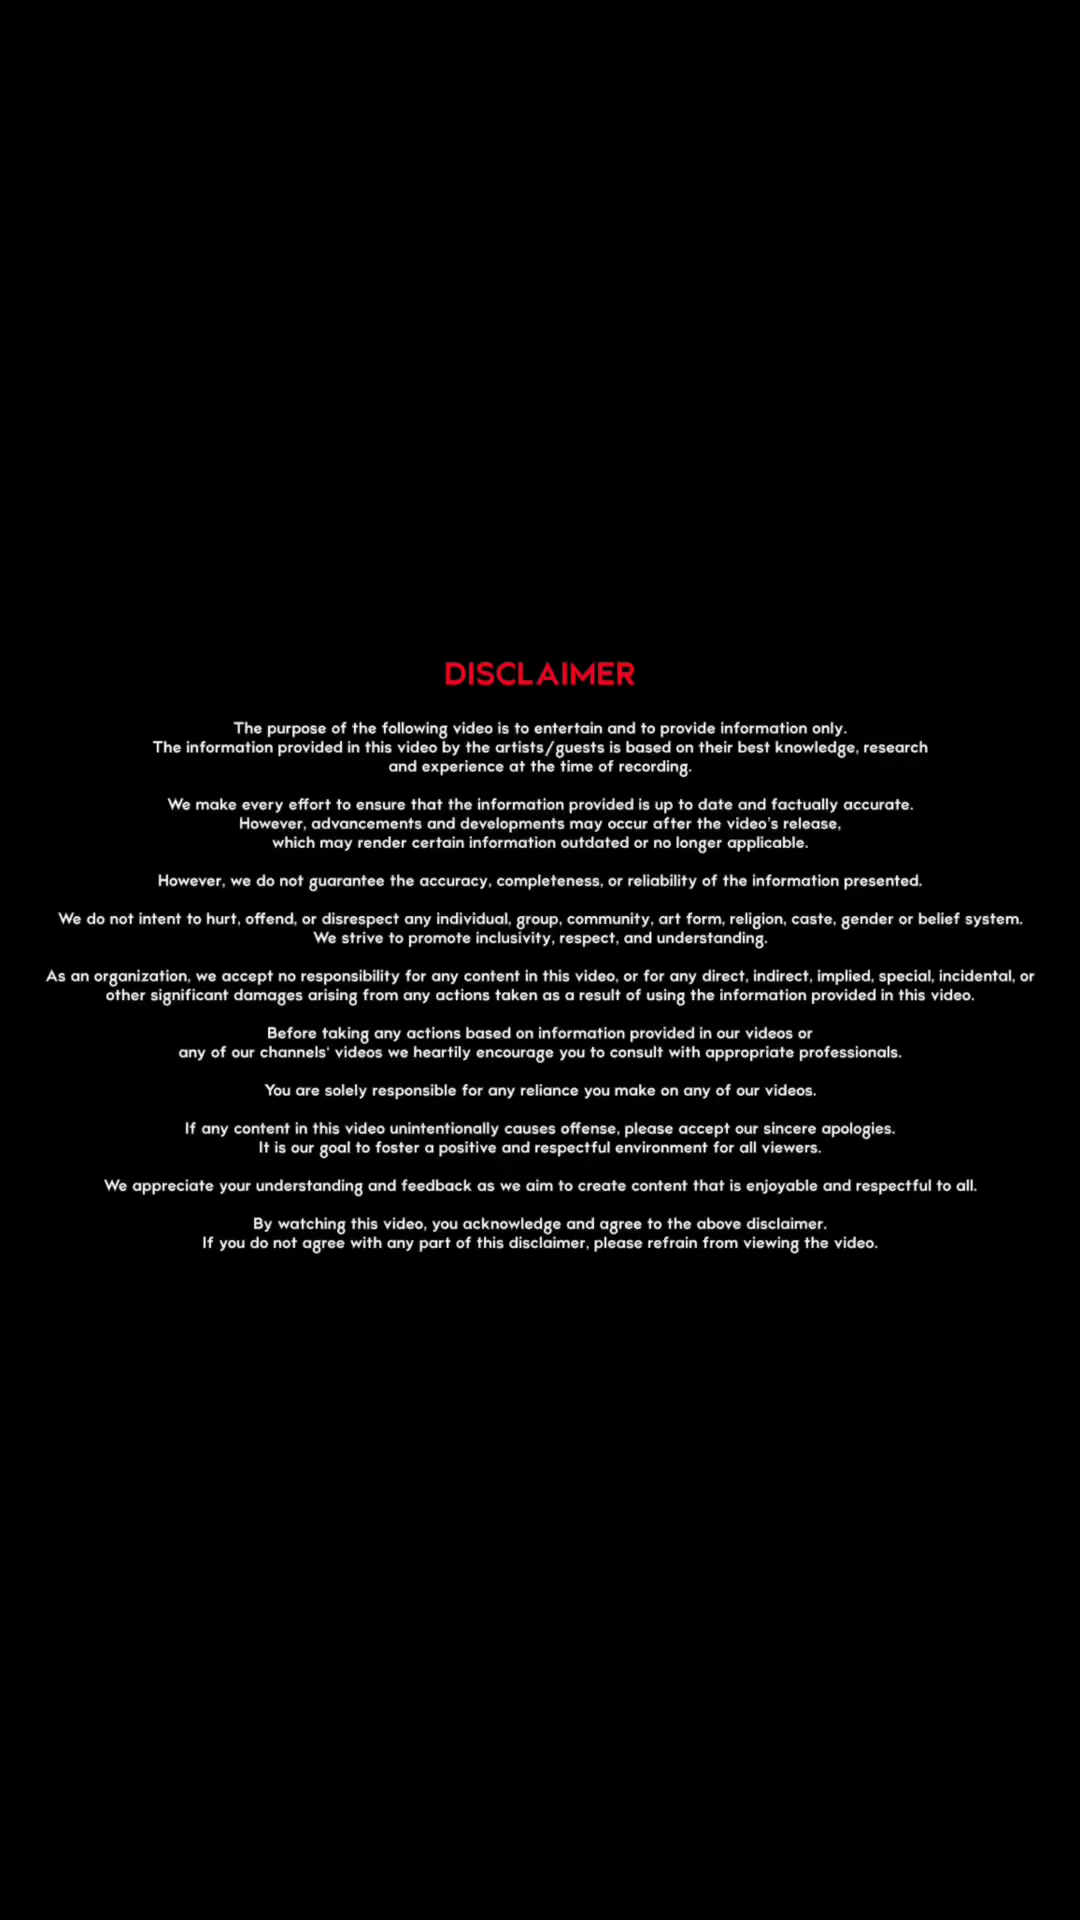 DISCLAIMER
The purpose of the following video is to entertain and to provide information only.
The information provided in this video by the artists/guests is based on their best knowledge, research
and experience at the time of recording.
We make every effort to ensure that the information provided is up to date and factually accurate.
However, advancements and developments may occur after the video's release,
which may render certain information outdated or no longer applicable.
However, we do not guarantee the accuracy, completeness, or reliability of the information presented.
We do not intent to hurt, offend, or disrespect any individual, group, community, art form, religion, caste, gender or belief system.
We strive to promote inclusivity, respect, and understanding.
As an organization, we accept no responsibility for any content in this video, or for any direct, indirect, implied, special, incidental, or
other significant damages arising from any actions taken as a result of using the information provided in this video.
Before taking any actions based on information provided in our videos or
any of our channels‘ videos we heartily encourage you to consult with appropriate professionals.
You are solely responsible for any reliance you make on any of our videos.
If any content in this video unintentionally causes offense, please accept our sincere apologies.
It is our goal to foster a positive and respectful environment for all viewers.
We appreciate your understanding and feedback as we aim to create content that is enjoyable and respectful to all.
By watching this video, you acknowledge and agree to the above disclaimer.
If you do not agree with any part of this disclaimer, please refrain from viewing the video.